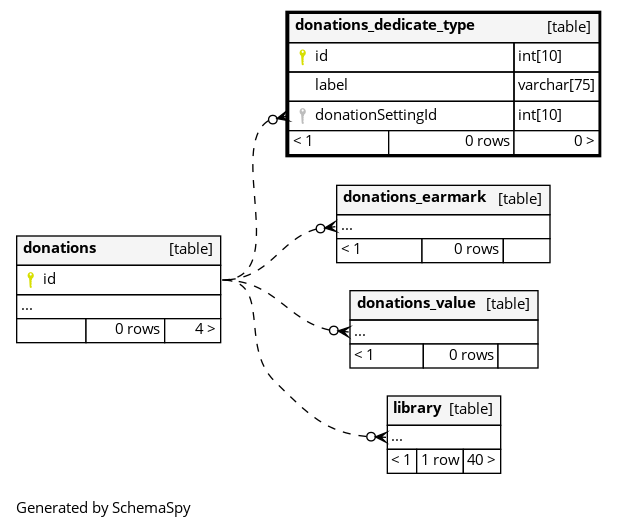 donations_dedicate_type [table]
id int[10]
label varchar[75]
donationSettingId int[10]
< 1 0 rows 0 >
donations_earmark [table]
...
< 1 0 rows
donations [table]
id
...
0 rows 4 >
donations_value [table]
...
< 1 0 rows
library [table]
...
< 1 1 row 40 >
Generated by SchemaSpy